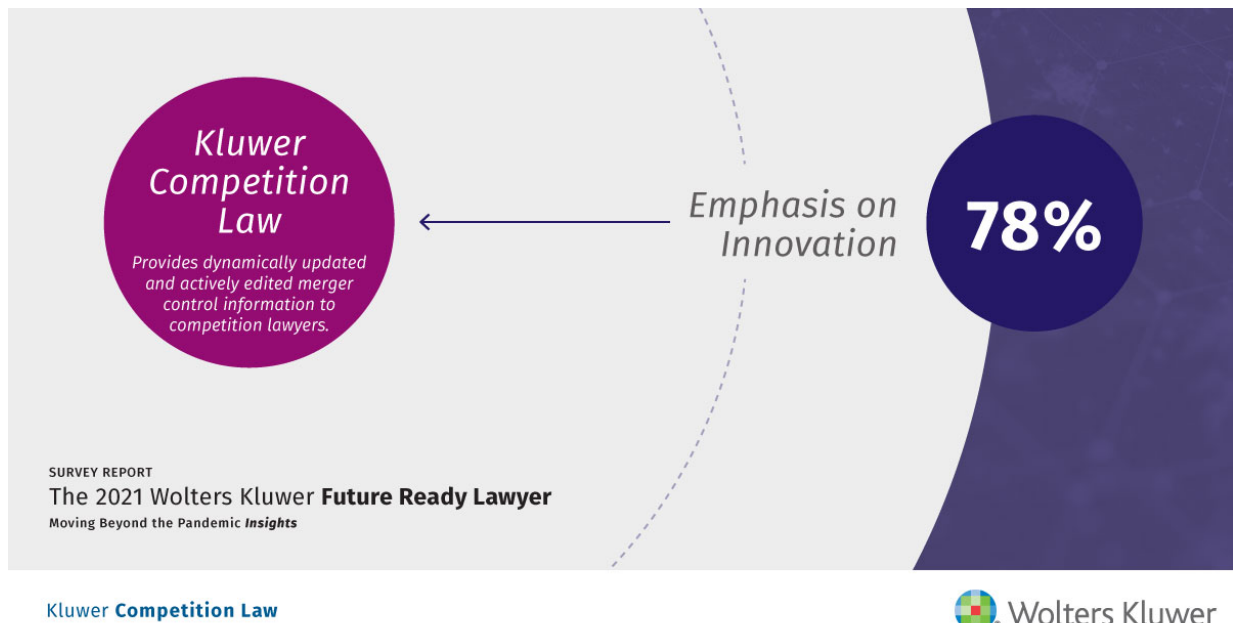 Kluwer
Competition
Law
Provides dynamically updated
and actively edited merger
control information to
competition lawyers.
Emphasis on
Innovation
78%
SURVEY REPORT
The 2021 Wolters Kluwer Future Ready Lawyer
Moving Beyond the Pandemic Insights
Kluwer Competition Law
Wolters Kluwer